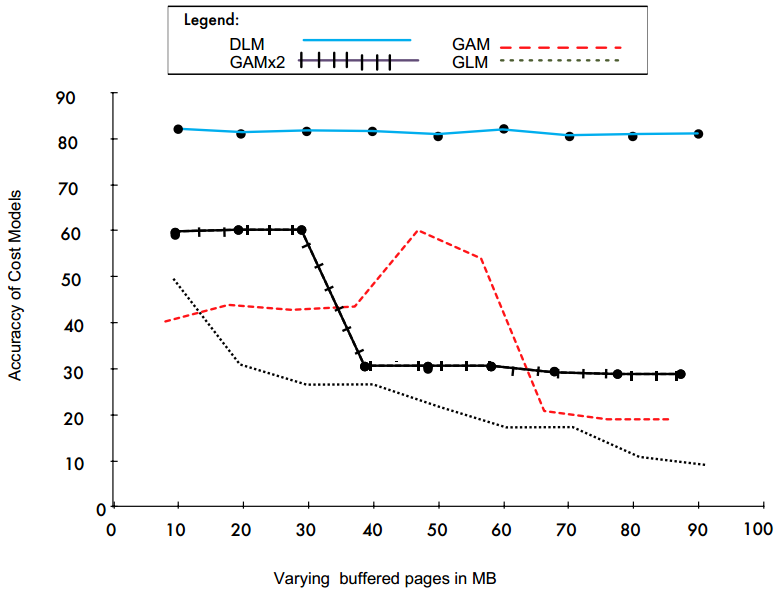 Legend:
DLM GAM
GAMx2 GLM
90
80
70
60
50
40
30
20
10
0
0 10 20 30 40 50 60 70 80 90 100
Accuraccy of Cost Models
Varying buffered pages in MB